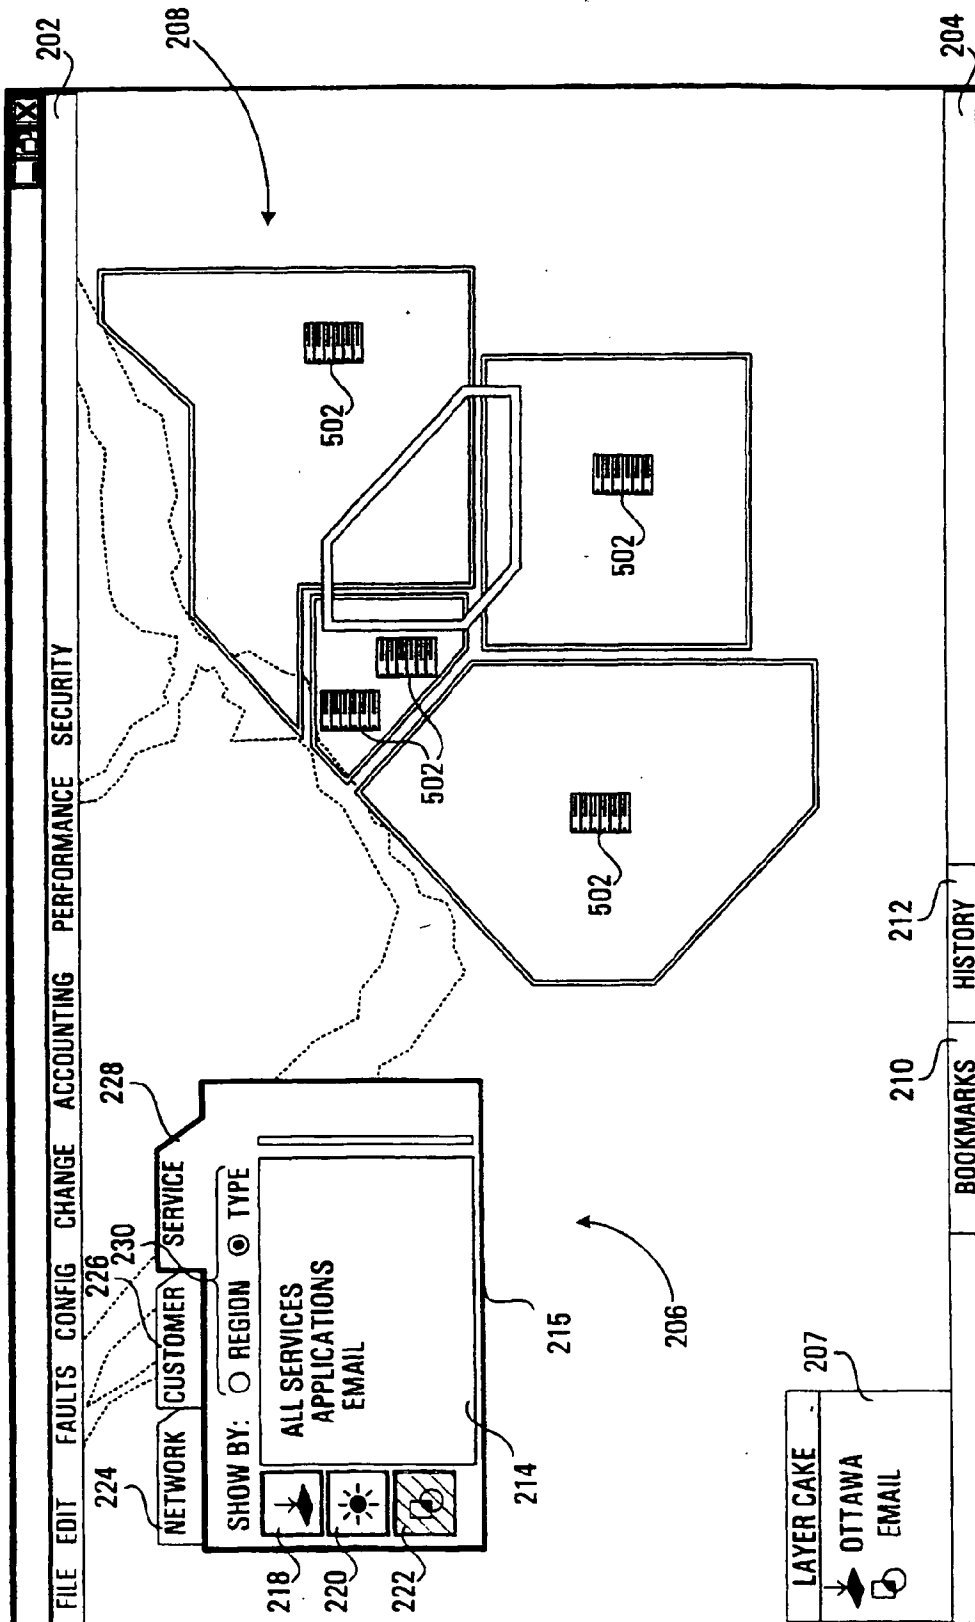 202
208
FILE EDIT FAULTS CONFIG CHANGE ACCOUNTING PERFORMANCE SECURITY
224
226
230
228
NETWORK CUSTOMER SERVICE
SHOW BY: REGION TYPE
218
220
222
ALL SERVICES
APPLICATIONS
EMAIL
214
215
206
502
502
502
502
207
LAYER CAKE
OTTAWA
EMAIL
210
212
204
BOOKMARKS HISTORY